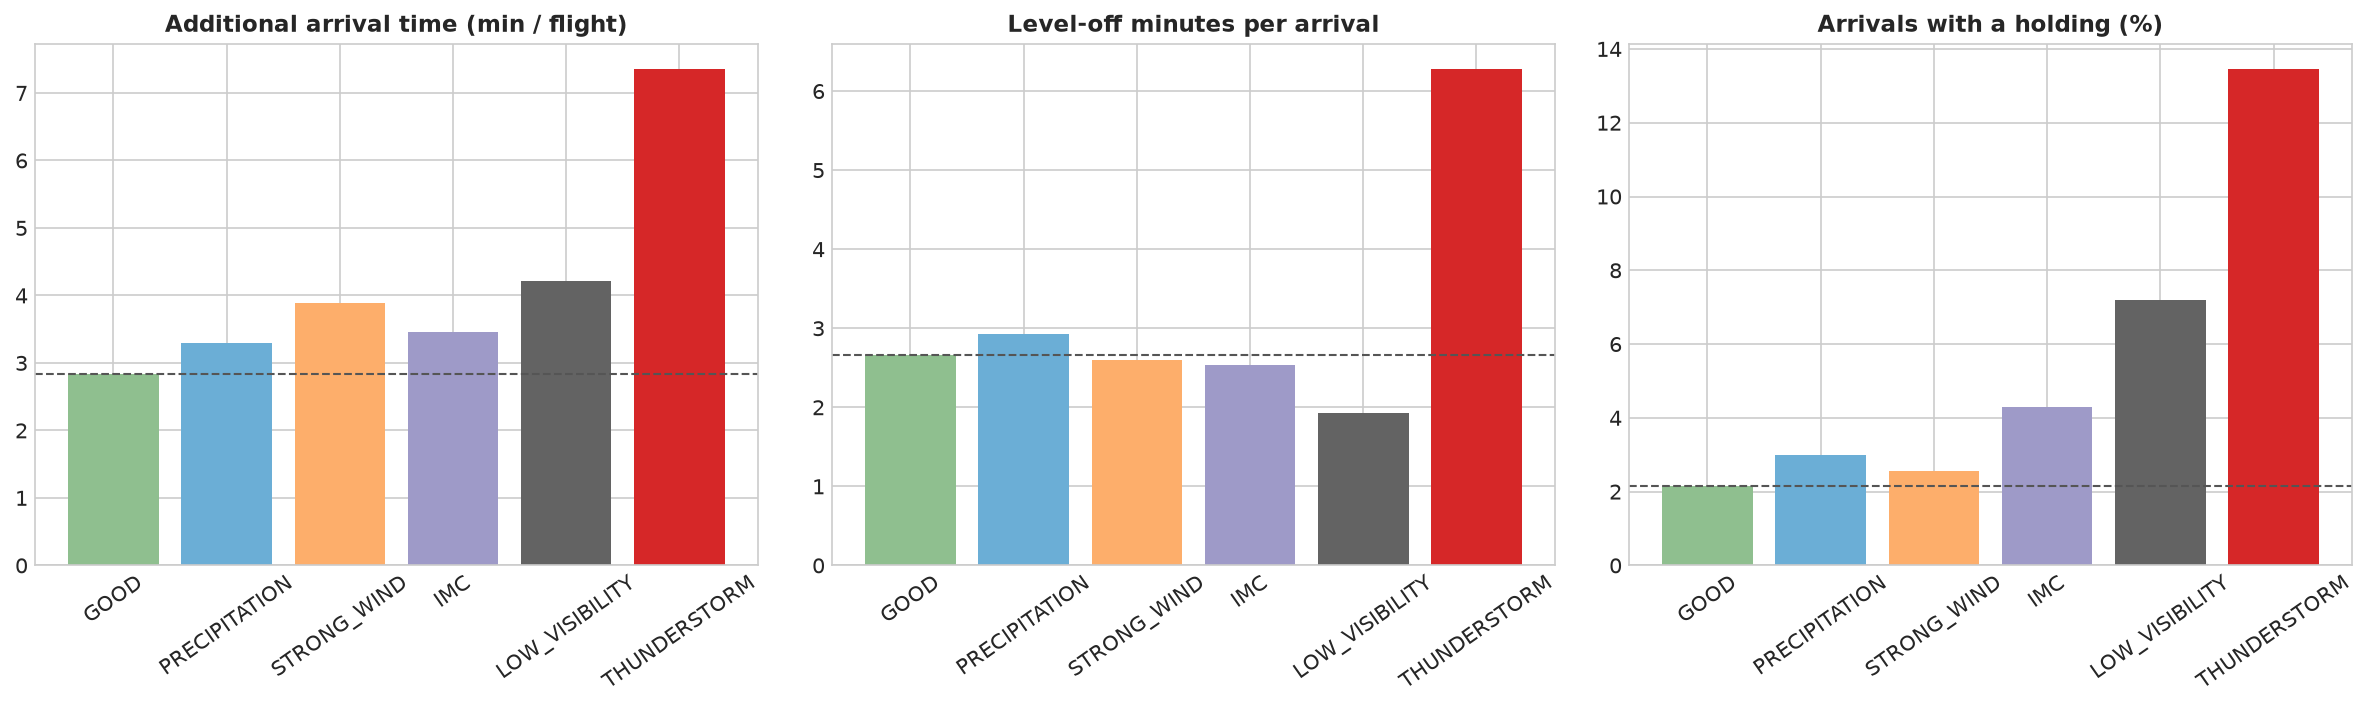 Additional arrival time (min / flight)
7
6
5
4
3
2
1
0
GOOD
PRECIPITATION
STRONG_WIND
IMC
LOW_VISIBILITY
THUNDERSTORM
Level-off minutes per arrival
6
5
4
3
2
1
0
GOOD
PRECIPITATION
STRONG_WIND
IMC
LOW_VISIBILITY
THUNDERSTORM
Arrivals with a holding (%)
14
12
10
8
6
4
2
0
GOOD
PRECIPITATION
STRONG_WIND
IMC
LOW_VISIBILITY
THUNDERSTORM